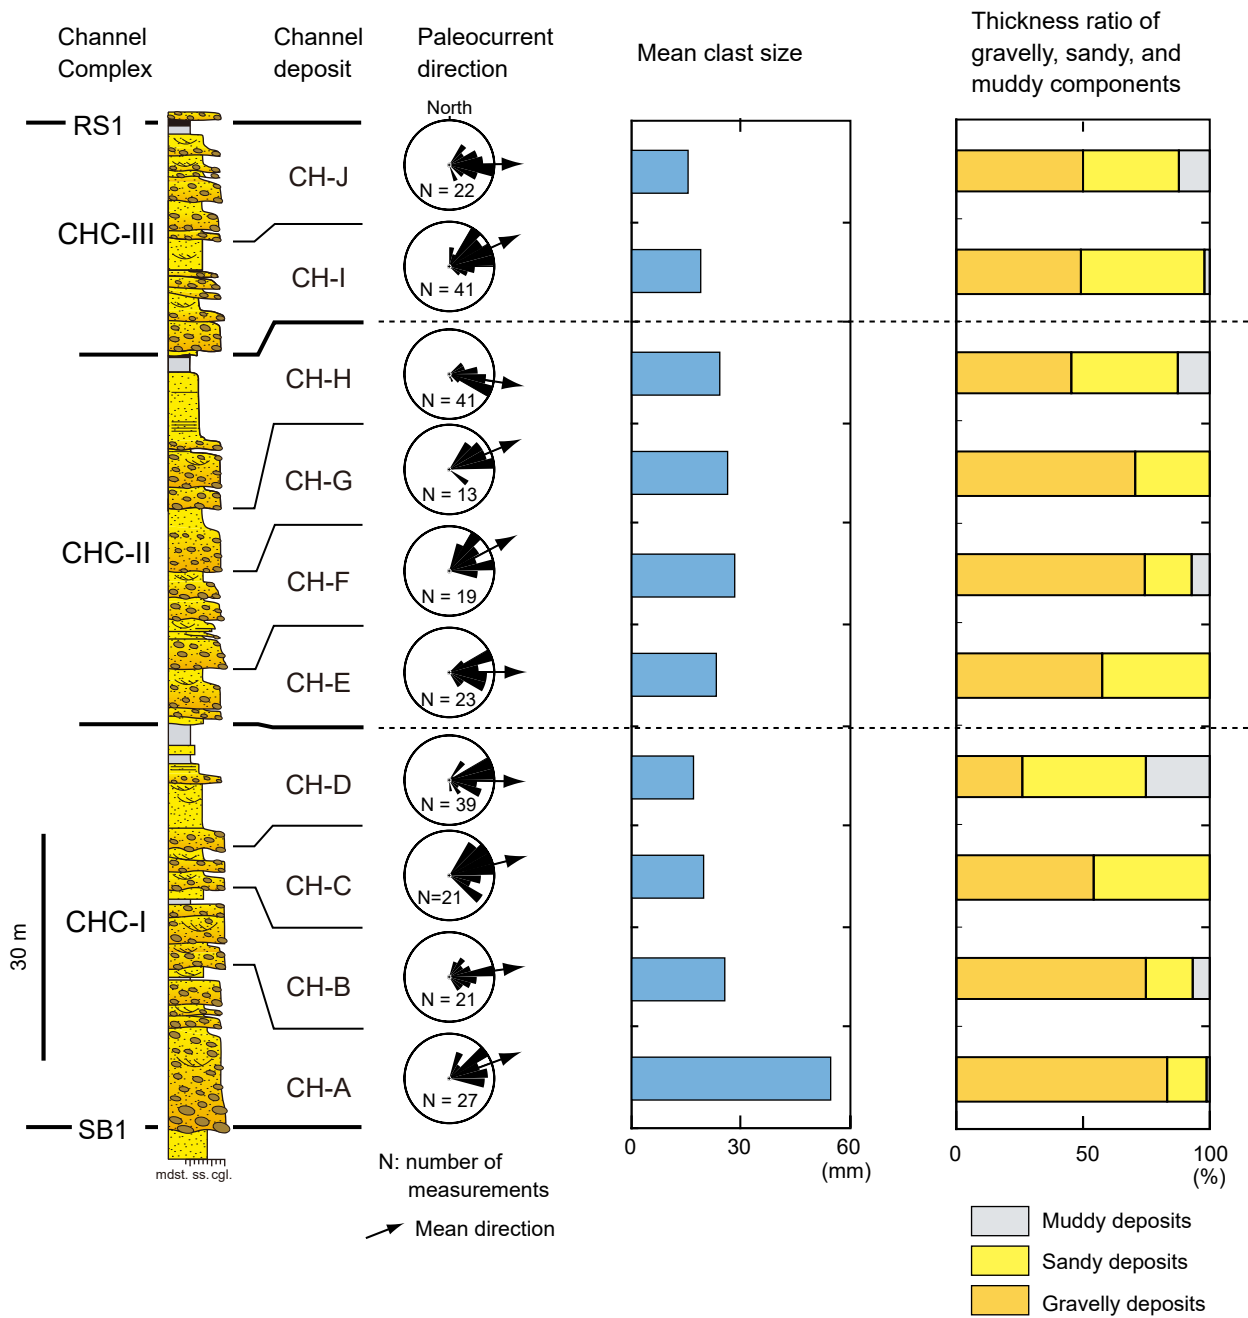 Channel
Complex
Channel
deposit
Paleocurrent
direction
Mean clast size
Thickness ratio of
gravelly, sandy, and
muddy components
North
RS1
CH-J
N = 22
CHC-III
CH-I
N = 41
CH-H
N = 41
CH-G
N = 13
CHC-II
CH-F
N = 19
CH-E
N = 23
CH-D
N = 39
CH-C
N=21
CHC-I
30 m
CH-B
N = 21
CH-A
N = 27
SB1
mdst. ss. cgl.
0 30 60
(mm)
0 50 100
(%)
N: number of
measurements
Mean direction
Muddy deposits
Sandy deposits
Gravelly deposits